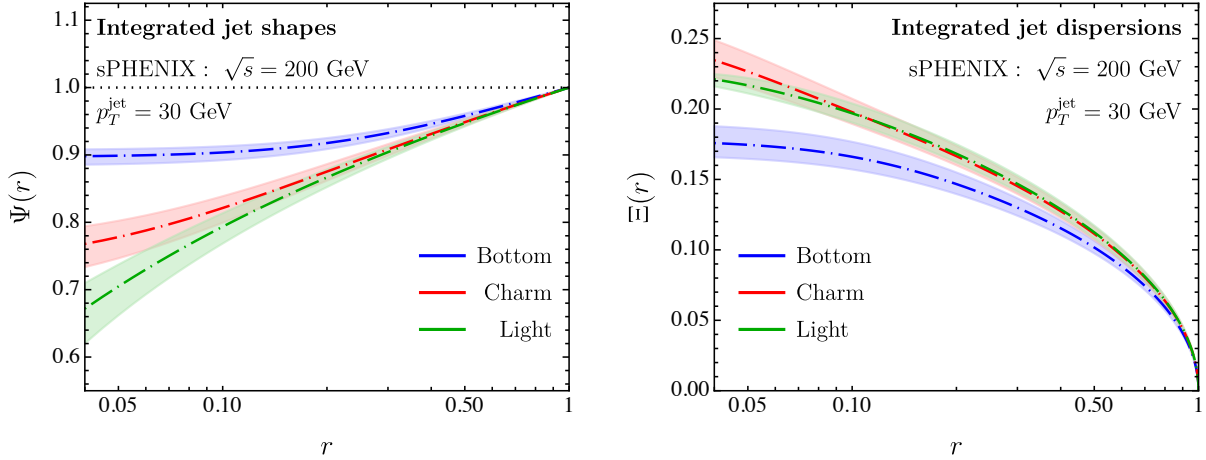 Integrated jet shapes
sPHENIX : √s = 200 GeV
p_T^jet = 30 GeV
1.1
1.0
0.9
0.8
0.7
0.6
Ψ(r)
Bottom
Charm
Light
0.05 0.10 0.50 1
r
Integrated jet dispersions
sPHENIX : √s = 200 GeV
p_T^jet = 30 GeV
0.25
0.20
0.15
0.10
0.05
0.00
Ξ(r)
Bottom
Charm
Light
0.05 0.10 0.50 1
r